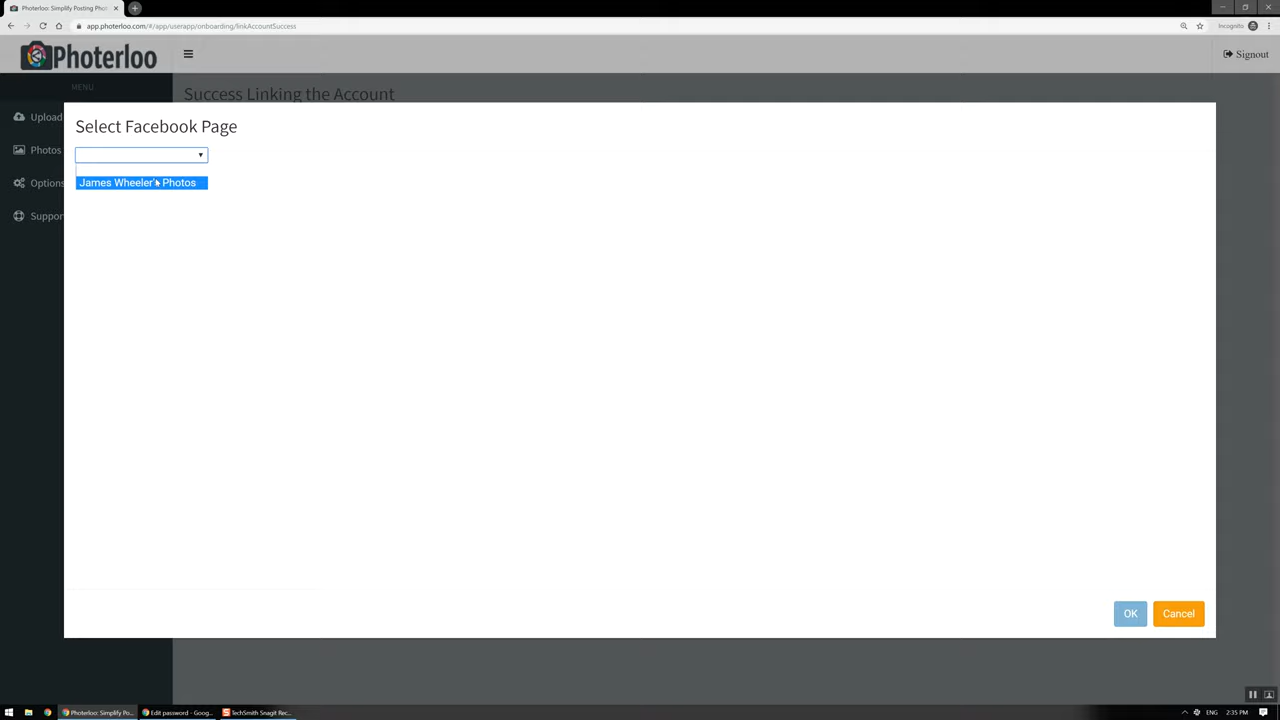 Photerloo: Simplify Posting Phot
app.photerloo.com/#/app/userapp/onboarding/linkAccountSuccess
Incognito
Photerloo
Signout
MENU
Success Linking the Account
Upload
Photos
Options
Suppor
Select Facebook Page
James Wheeler's Photos
OK
Cancel
Photerloo: Simplify Po...
Edit password - Goog...
TechSmith Snagit Rec...
ENG
2:35 PM